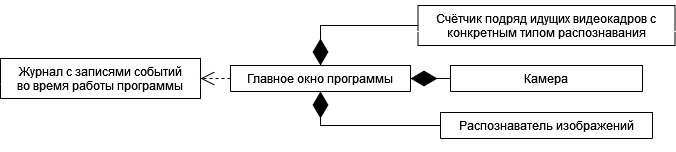 Счётчик подряд идущих видеокадров с
конкретным типом распознавания
Журнал с записями событий
во время работы программы
Главное окно программы
Камера
Распознаватель изображений